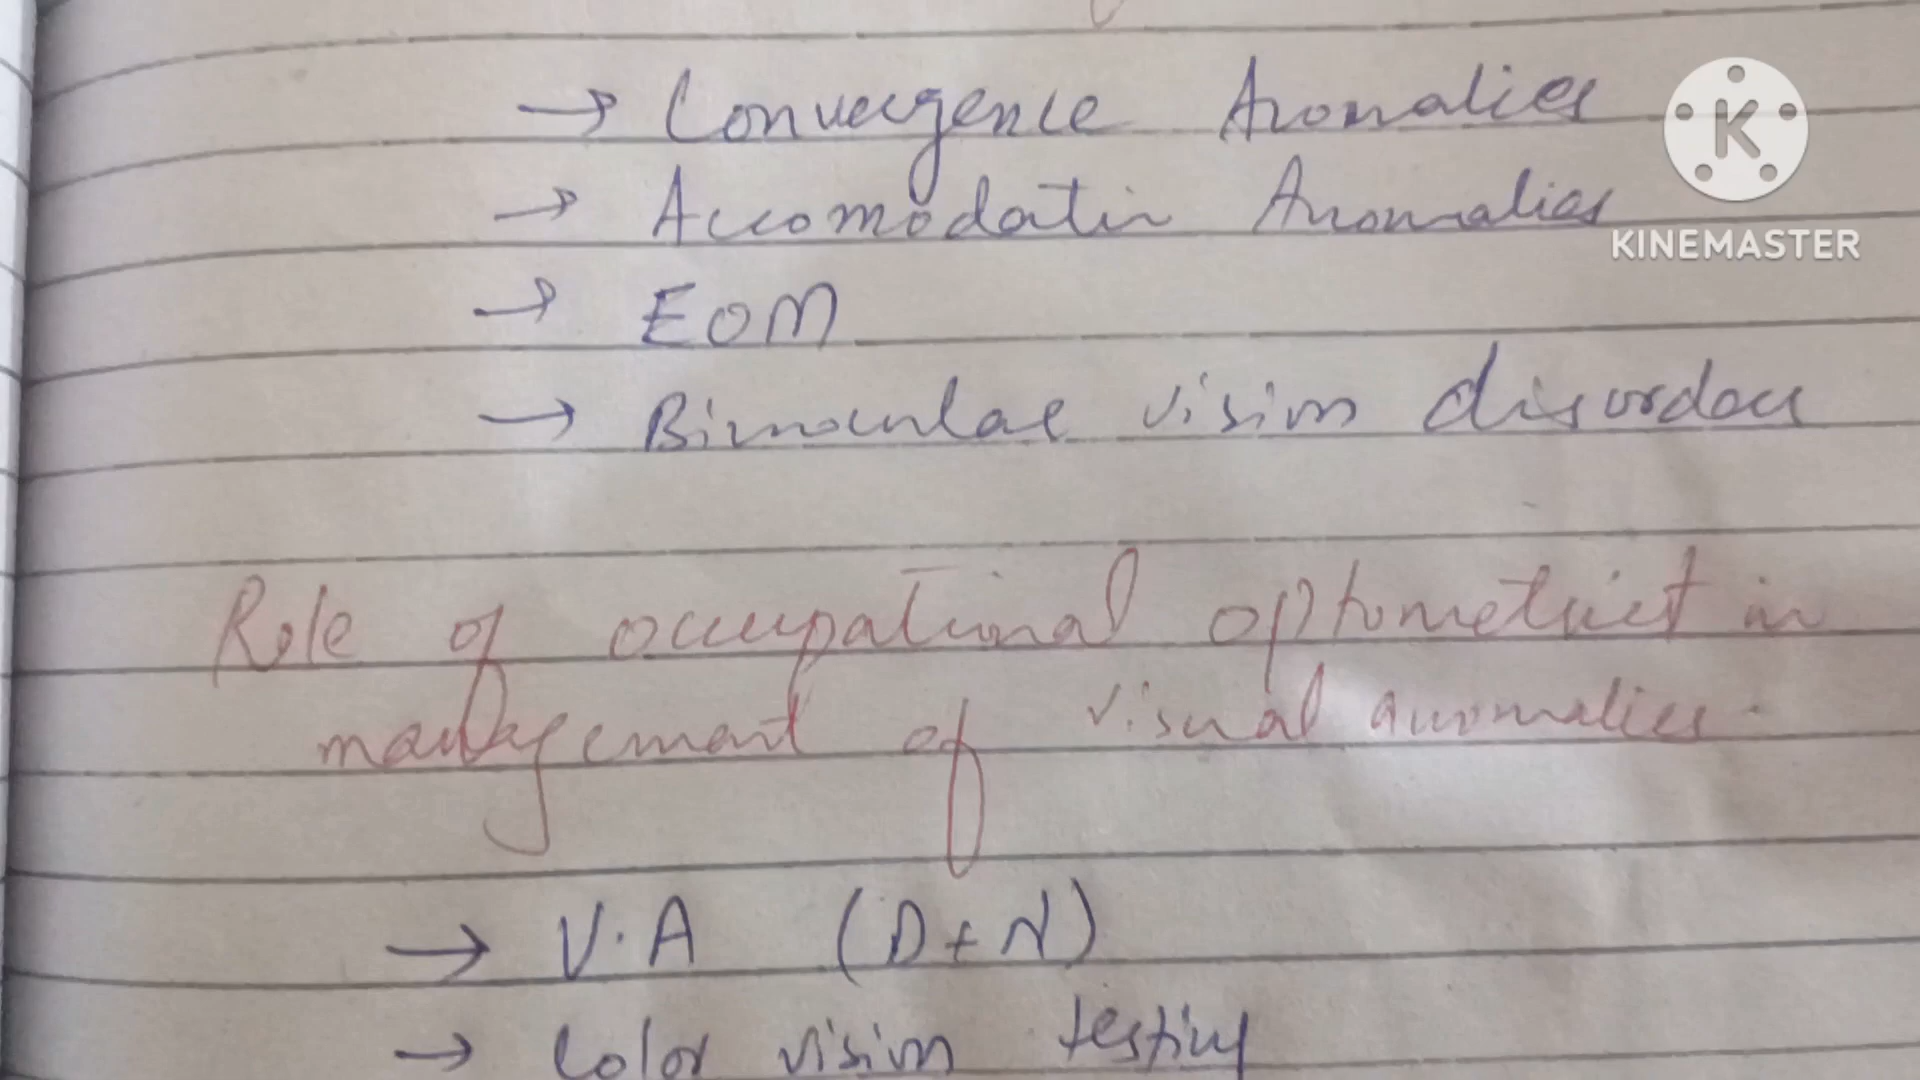 → Convergence Anomalies
→ Accomodation Anomalies
→ EOM
→ Binocular vision disorders
Role of occupational optometrist in
management of visual anomalies.
→ V.A (D+N)
→ Color vision testing
KINEMASTER